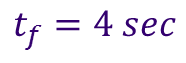 t_f = 4 sec